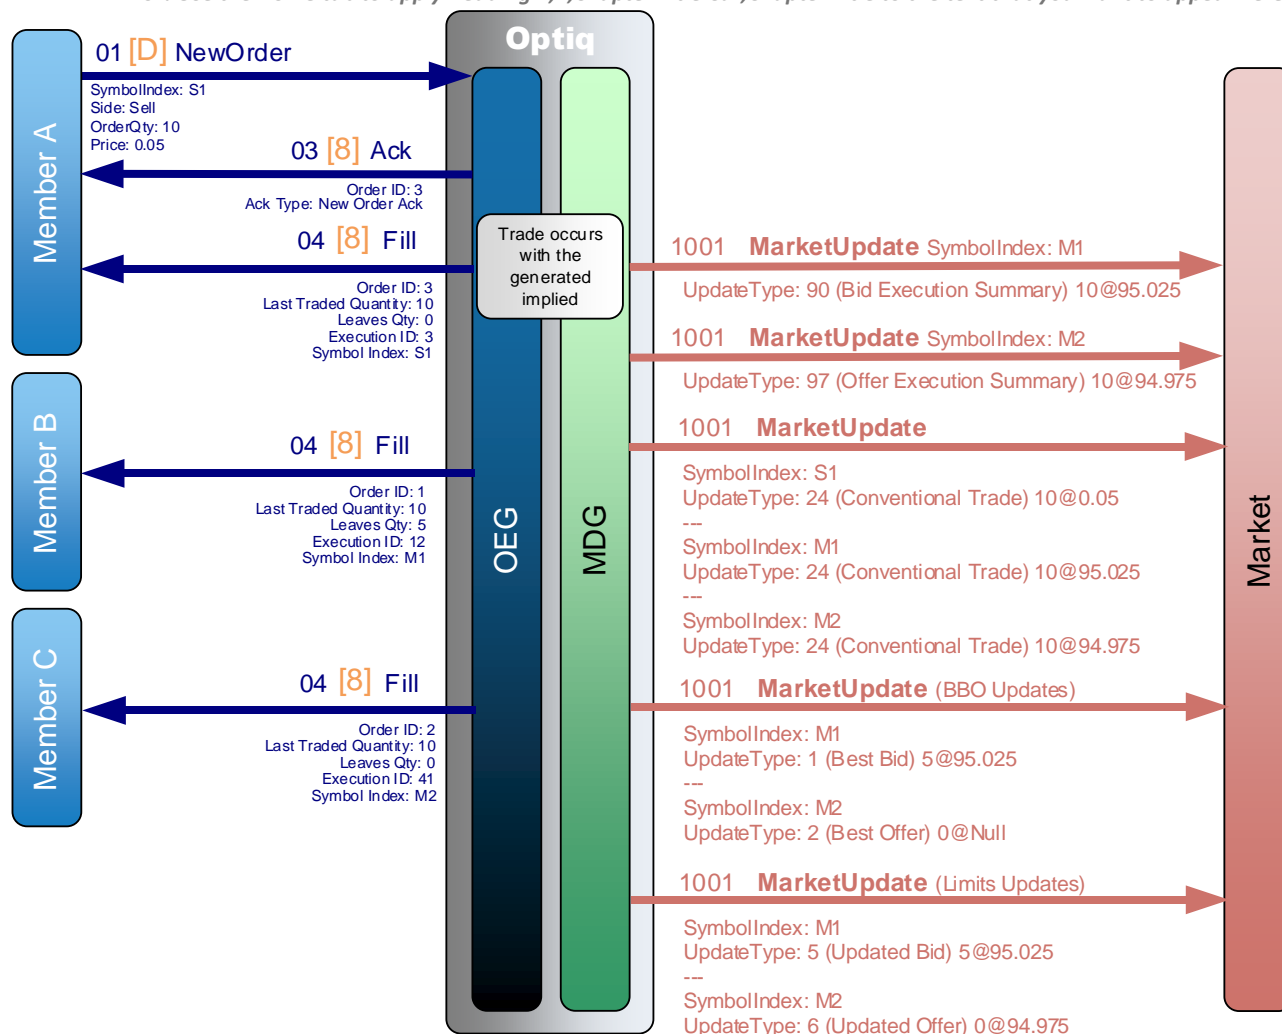 Optiq
Member A
01 [D] NewOrder
SymbolIndex: S1
Side: Sell
OrderQty: 10
Price: 0.05
03 [8] Ack
Order ID: 3
Ack Type: New Order Ack
04 [8] Fill
Order ID: 3
Last Traded Quantity: 10
Leaves Qty: 0
Execution ID: 3
Symbol Index: S1
Member B
04 [8] Fill
Order ID: 1
Last Traded Quantity: 10
Leaves Qty: 5
Execution ID: 12
Symbol Index: M1
Member C
04 [8] Fill
Order ID: 2
Last Traded Quantity: 10
Leaves Qty: 0
Execution ID: 41
Symbol Index: M2
OEG
MDG
Trade occurs
with the
generated
implied
1001 MarketUpdate SymbolIndex: M1
UpdateType: 90 (Bid Execution Summary) 10@95.025
1001 MarketUpdate SymbolIndex: M2
UpdateType: 97 (Offer Execution Summary) 10@94.975
1001 MarketUpdate
SymbolIndex: S1
UpdateType: 24 (Conventional Trade) 10@0.05
---
SymbolIndex: M1
UpdateType: 24 (Conventional Trade) 10@95.025
---
SymbolIndex: M2
UpdateType: 24 (Conventional Trade) 10@94.975
1001 MarketUpdate (BBO Updates)
SymbolIndex: M1
UpdateType: 1 (Best Bid) 5@95.025
---
SymbolIndex: M2
UpdateType: 2 (Best Offer) 0@Null
1001 MarketUpdate (Limits Updates)
SymbolIndex: M1
UpdateType: 5 (Updated Bid) 5@95.025
---
SymbolIndex: M2
UpdateType: 6 (Updated Offer) 0@94.975
Market